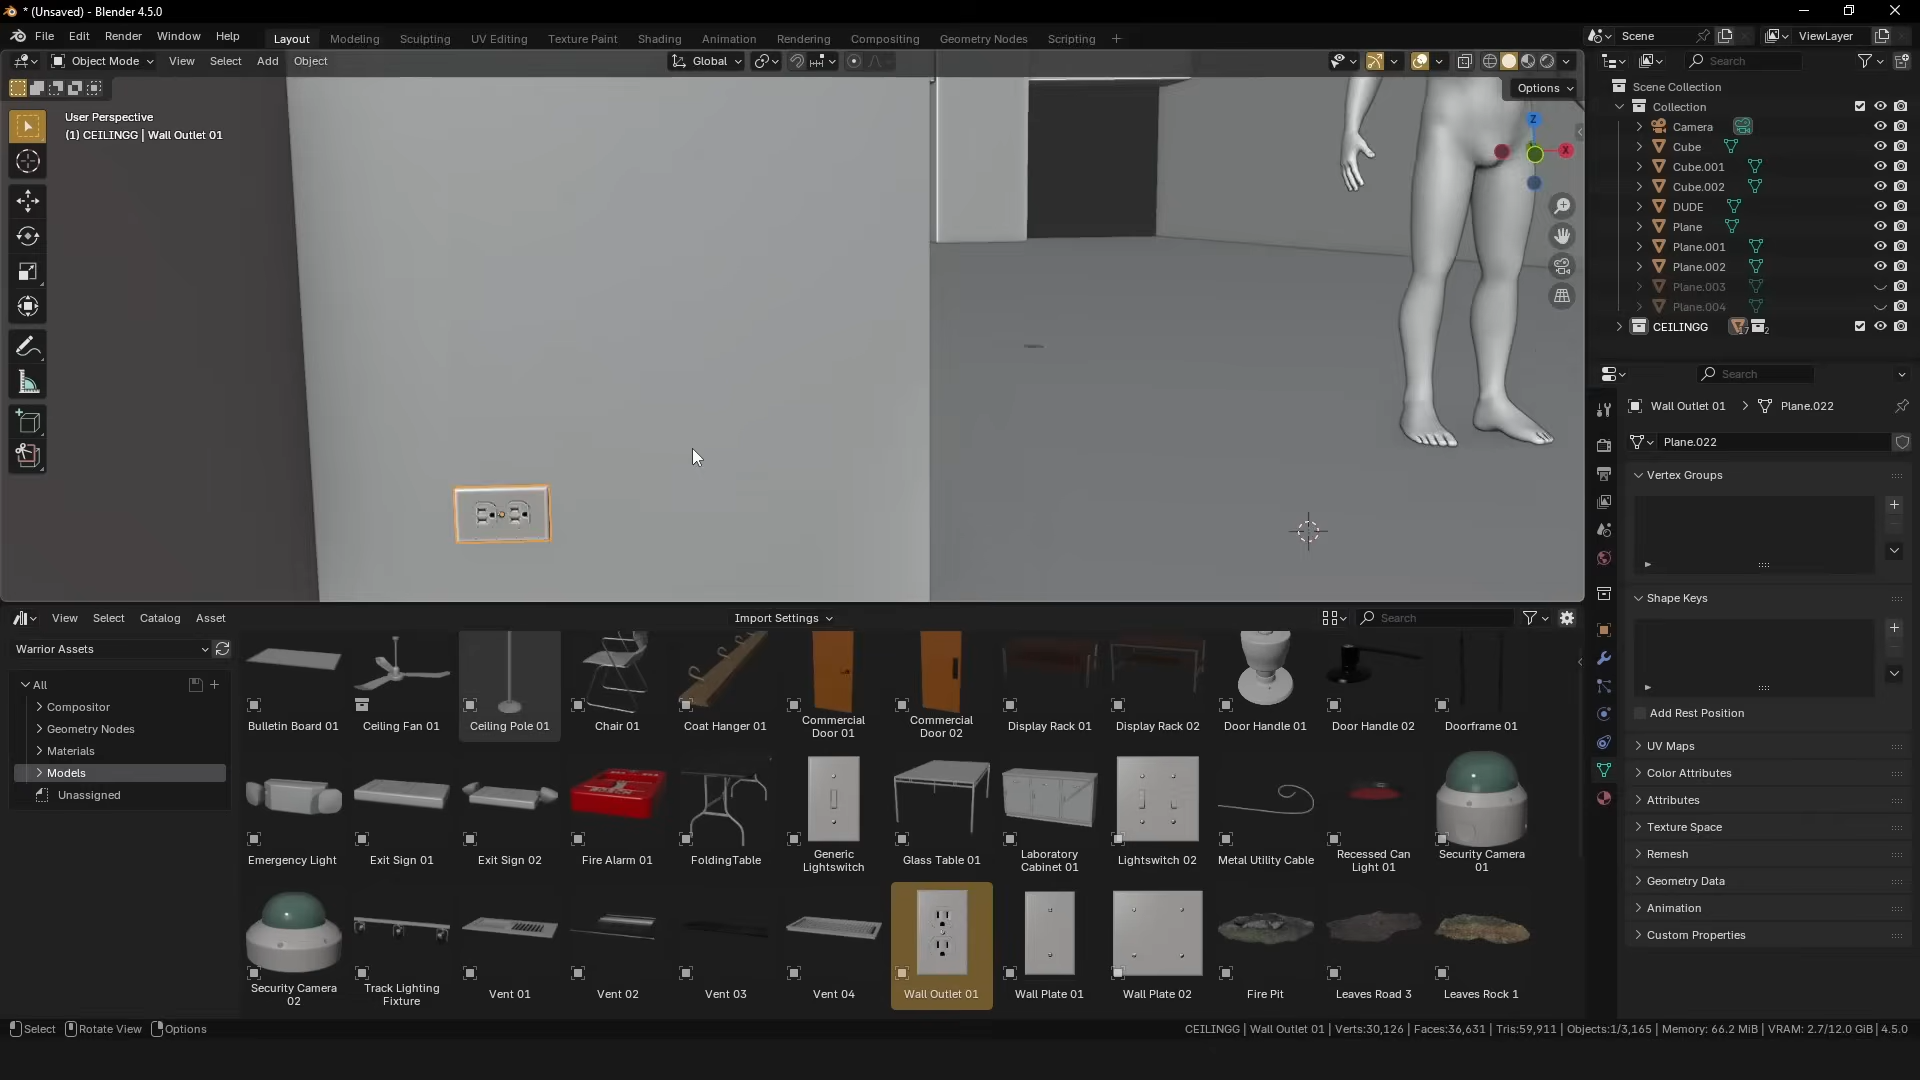 * (Unsaved) - Blender 4.5.0
File Edit Render Window Help
Layout Modeling Sculpting UV Editing Texture Paint Shading Animation Rendering Compositing Geometry Nodes Scripting +
Scene
ViewLayer
Object Mode View Select Add Object
Global
Search
Options
User Perspective
(1) CEILINGG | Wall Outlet 01
Z
X
Scene Collection
Collection
Camera
Cube
Cube.001
Cube.002
DUDE
Plane
Plane.001
Plane.002
Plane.003
Plane.004
CEILINGG 17 2
Search
Wall Outlet 01 > Plane.022
Plane.022
Vertex Groups
Shape Keys
Add Rest Position
UV Maps
Color Attributes
Attributes
Texture Space
Remesh
Geometry Data
Animation
Custom Properties
View Select Catalog Asset
Import Settings
Search
Warrior Assets
All
Compositor
Geometry Nodes
Materials
Models
Unassigned
Bulletin Board 01
Ceiling Fan 01
Ceiling Pole 01
Chair 01
Coat Hanger 01
Commercial Door 01
Commercial Door 02
Display Rack 01
Display Rack 02
Door Handle 01
Door Handle 02
Doorframe 01
Emergency Light
Exit Sign 01
Exit Sign 02
Fire Alarm 01
FoldingTable
Generic Lightswitch
Glass Table 01
Laboratory Cabinet 01
Lightswitch 02
Metal Utility Cable
Recessed Can Light 01
Security Camera 01
Security Camera 02
Track Lighting Fixture
Vent 01
Vent 02
Vent 03
Vent 04
Wall Outlet 01
Wall Plate 01
Wall Plate 02
Fire Pit
Leaves Road 3
Leaves Rock 1
Select Rotate View Options
CEILINGG | Wall Outlet 01 | Verts:30,126 | Faces:36,631 | Tris:59,911 | Objects:1/3,165 | Memory: 66.2 MiB | VRAM: 2.7/12.0 GiB | 4.5.0